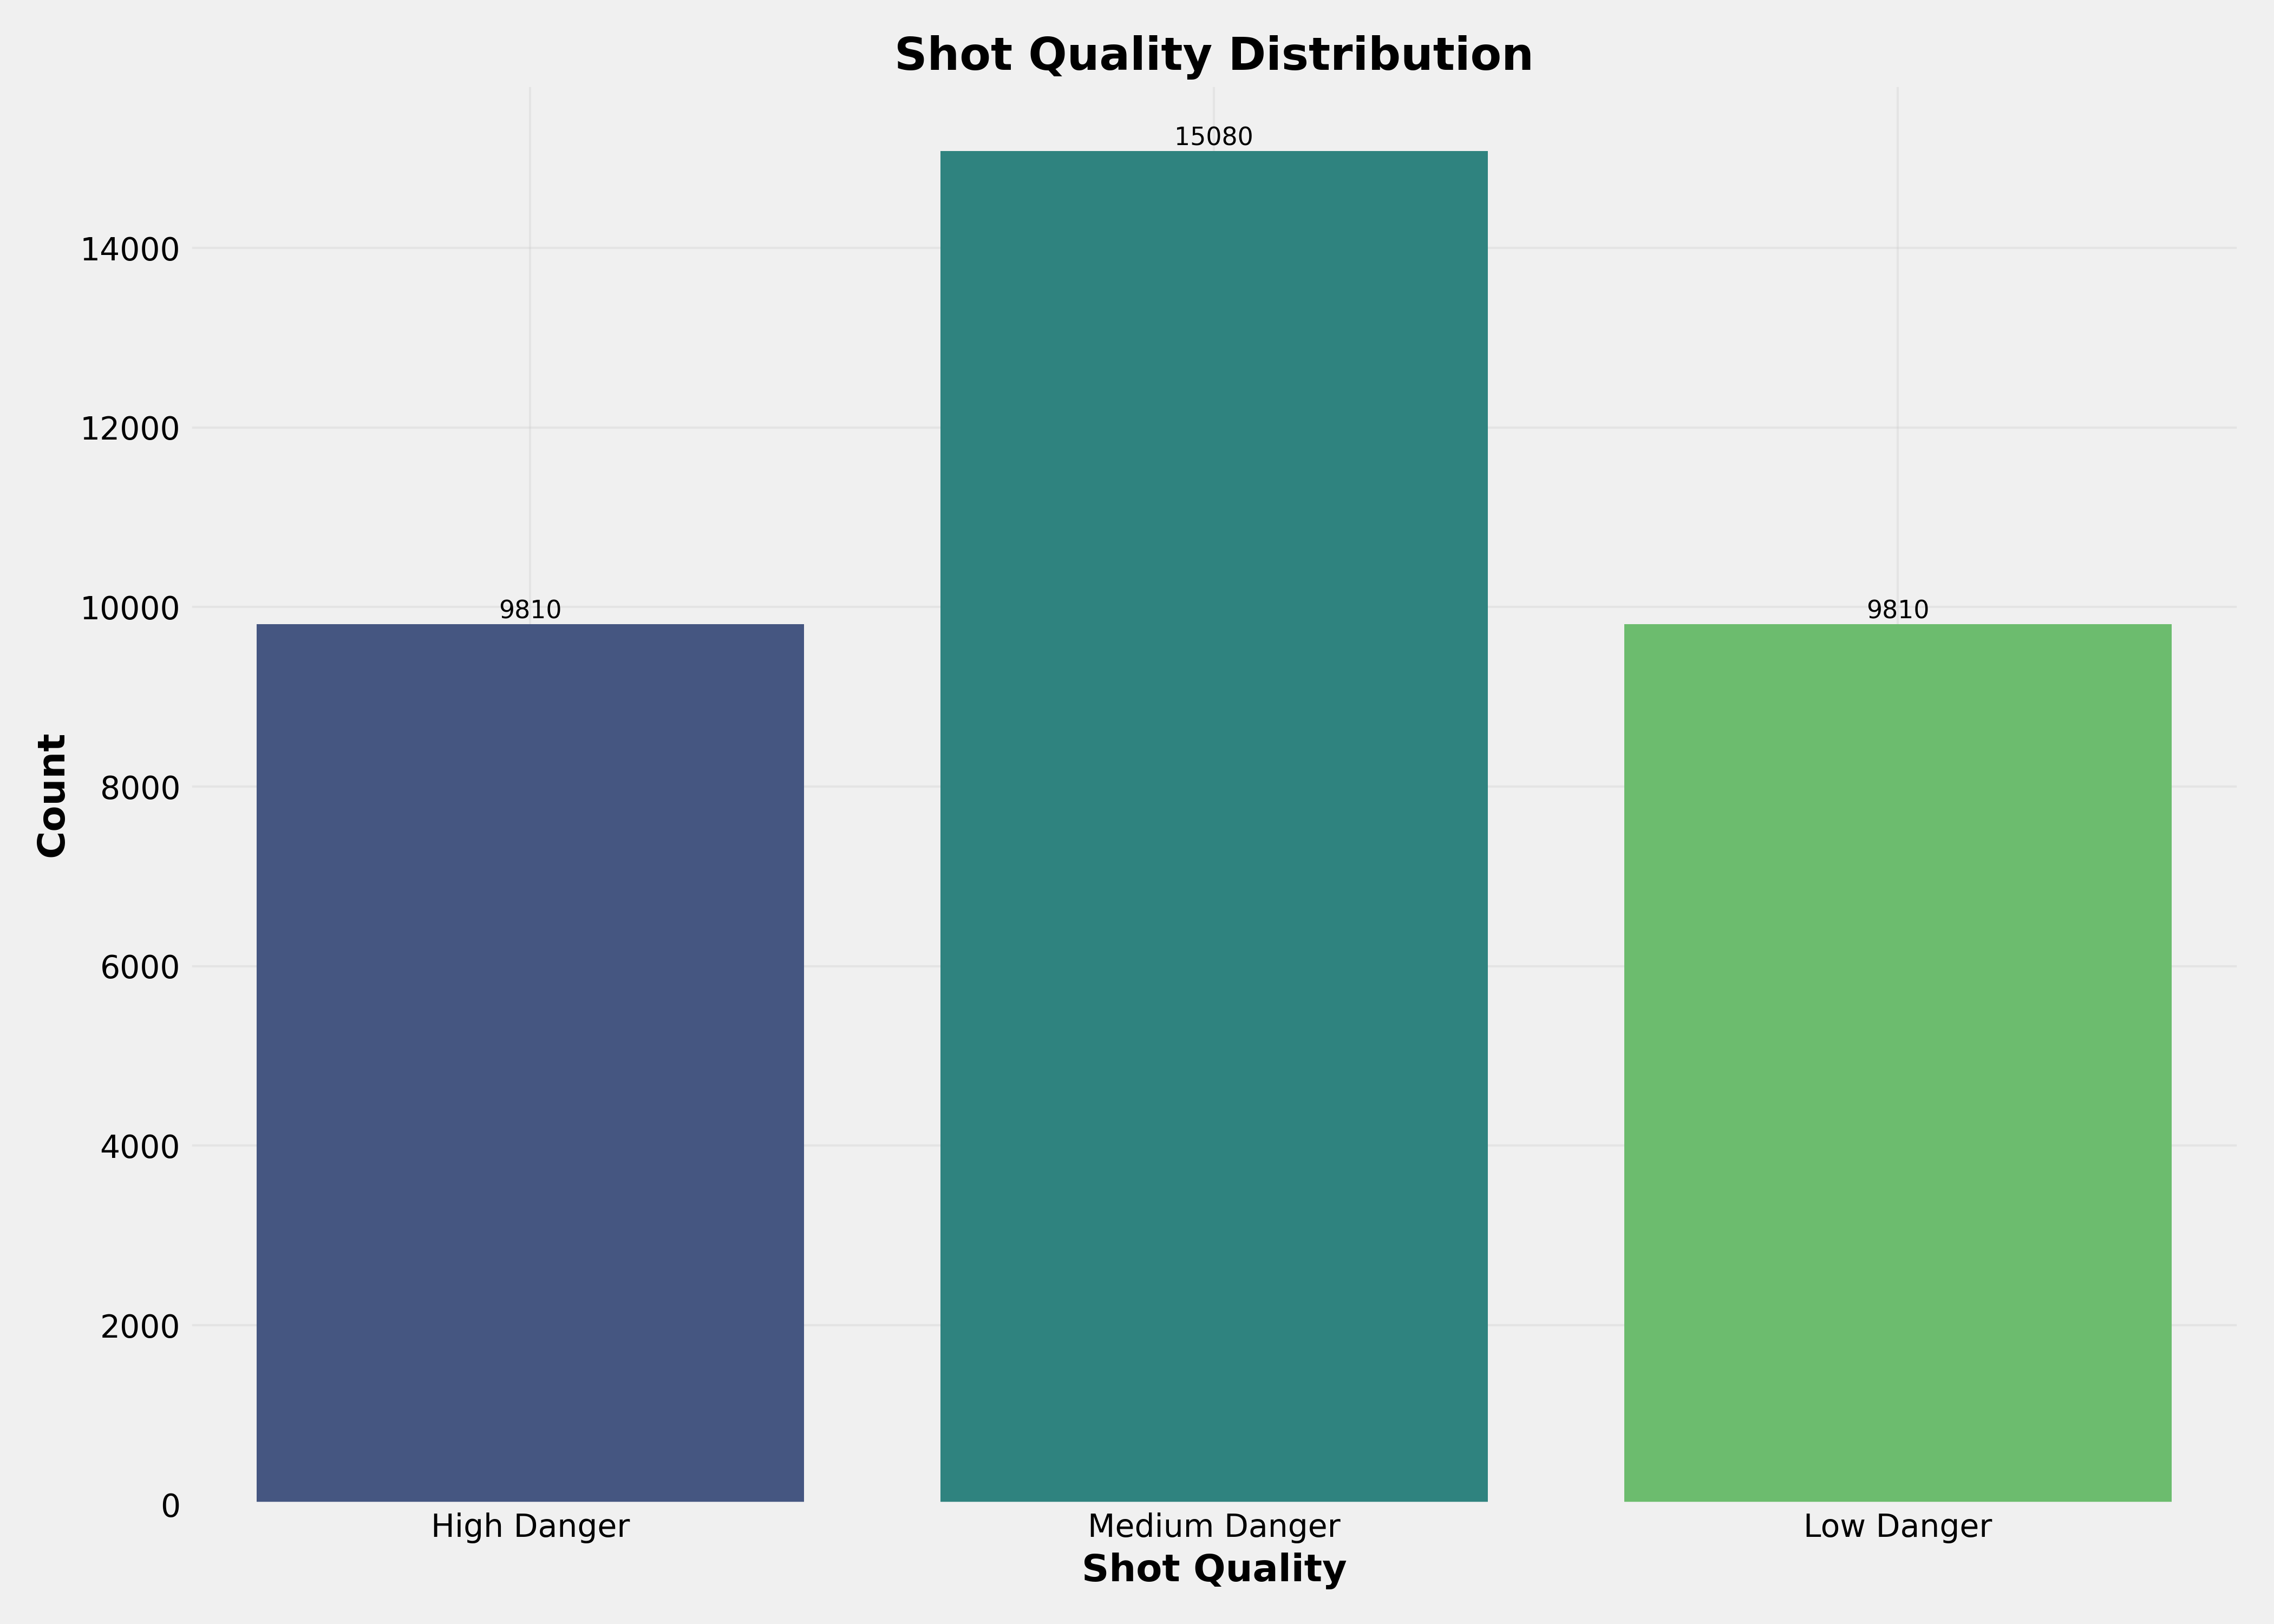 Shot Quality Distribution
15080
14000
12000
10000
9810
9810
8000
6000
4000
2000
0
Count
High Danger
Medium Danger
Low Danger
Shot Quality